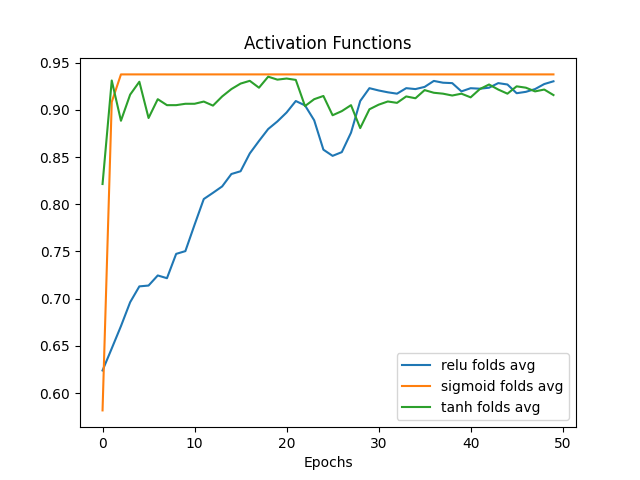 Activation Functions
0.95
0.90
0.85
0.80
0.75
0.70
0.65
0.60
relu folds avg
sigmoid folds avg
tanh folds avg
0 10 20 30 40 50
Epochs